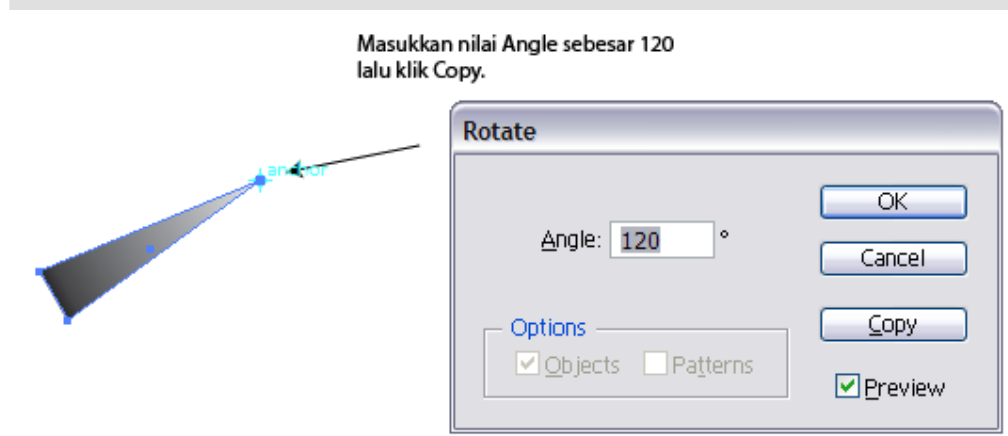 Masukkan nilai Angle sebesar 120
lalu klik Copy.
anchor
Rotate
Angle: 120 °
OK
Cancel
Copy
Options
Objects Patterns
Preview